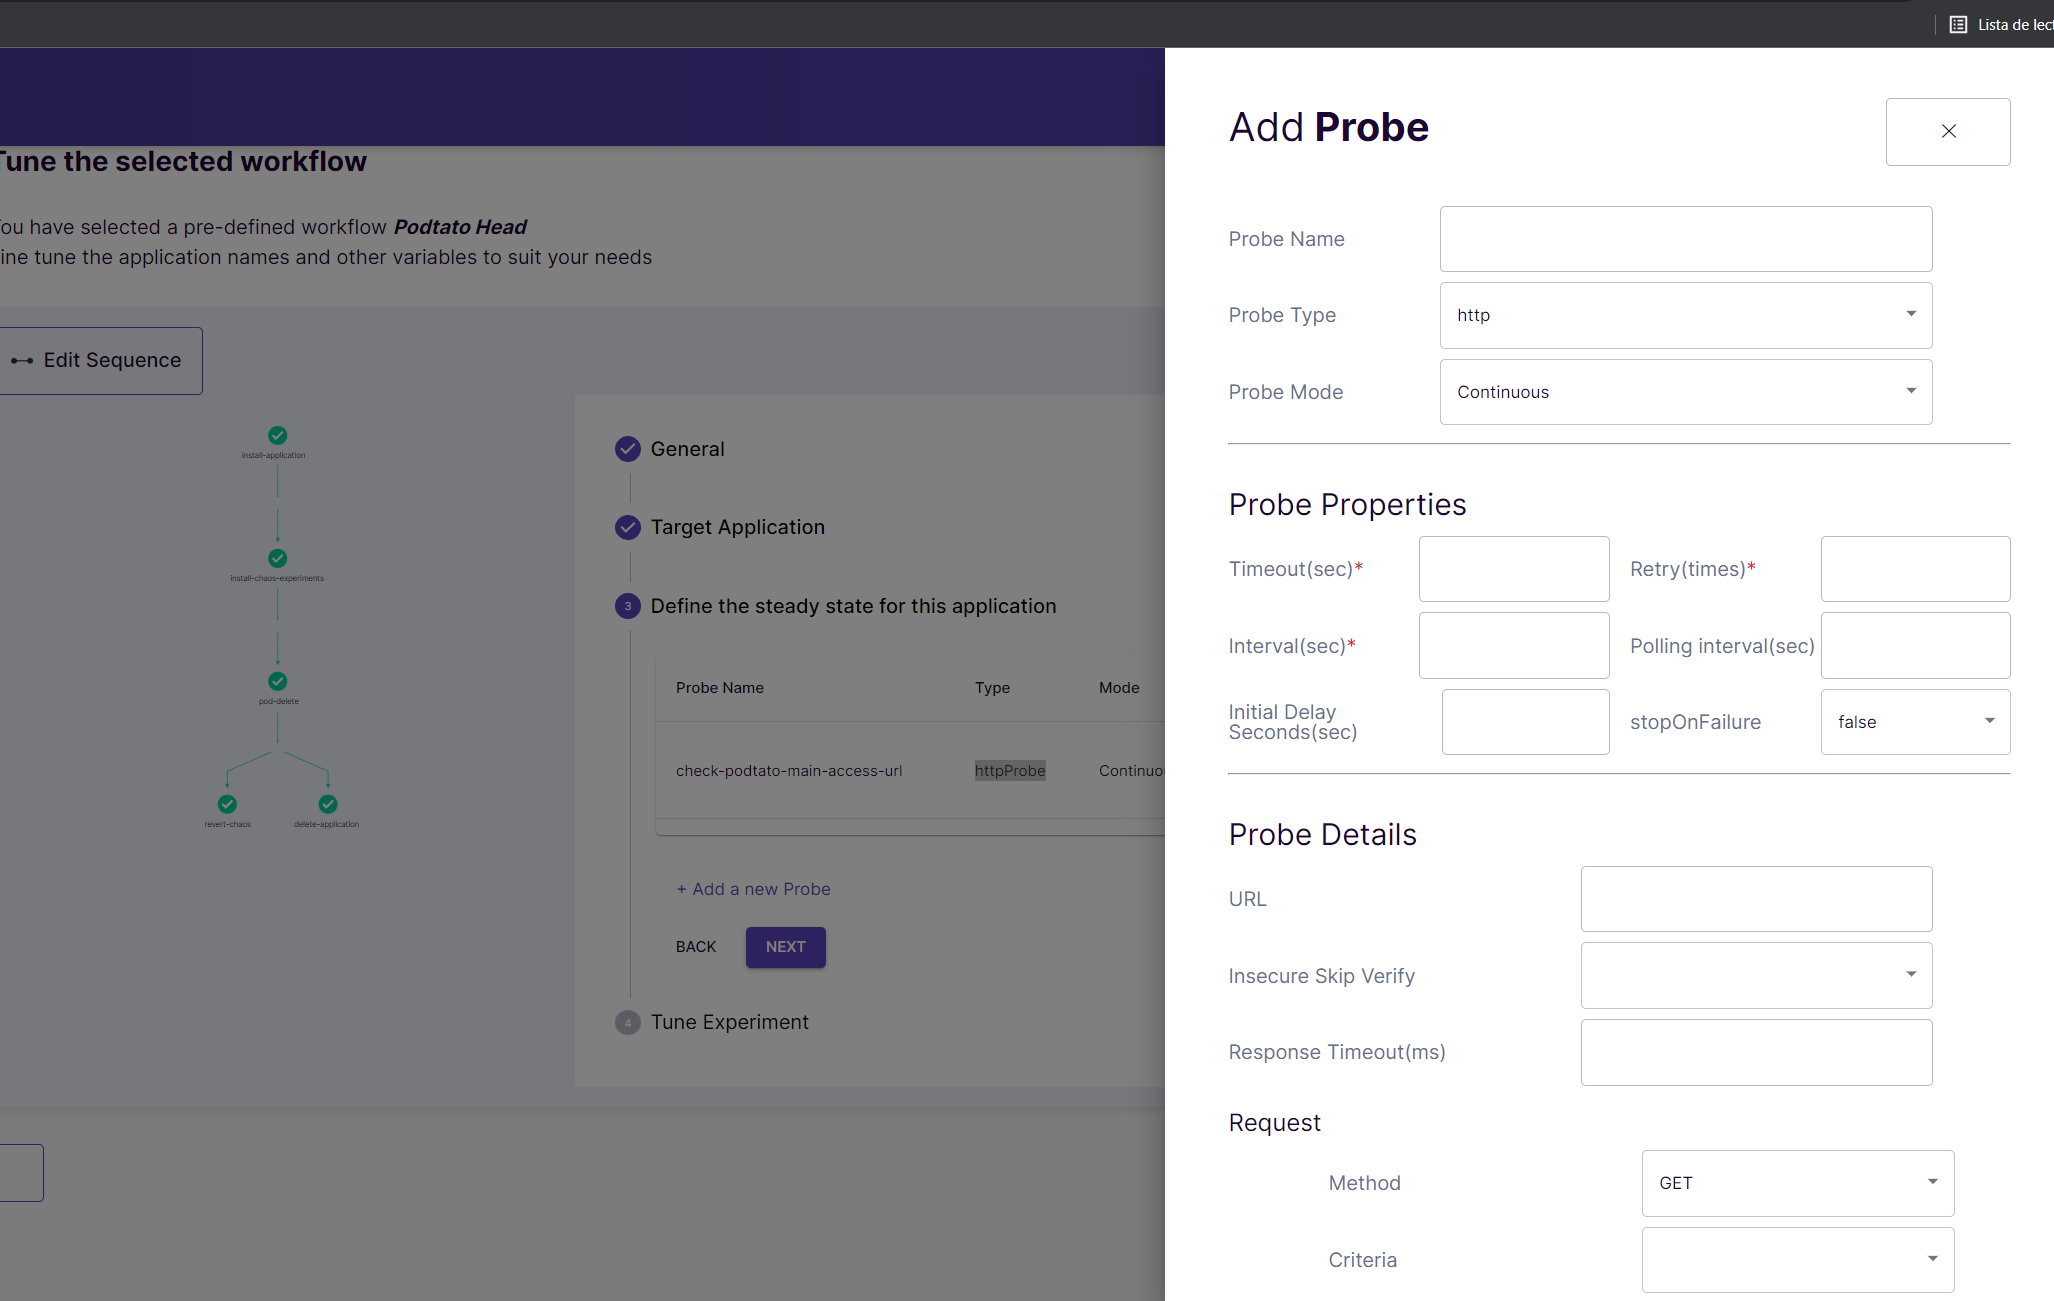 Lista de lect
Tune the selected workflow
ou have selected a pre-defined workflow Podtato Head
ine tune the application names and other variables to suit your needs
Edit Sequence
install-application
install-chaos-experiments
pod-delete
revert-chaos
delete-application
General
Target Application
3 Define the steady state for this application
Probe Name Type Mode
check-podtato-main-access-url httpProbe Continuou
+ Add a new Probe
BACK NEXT
4 Tune Experiment
Add Probe
Probe Name
Probe Type http
Probe Mode Continuous
Probe Properties
Timeout(sec)* Retry(times)*
Interval(sec)* Polling interval(sec)
Initial Delay
Seconds(sec) stopOnFailure false
Probe Details
URL
Insecure Skip Verify
Response Timeout(ms)
Request
Method GET
Criteria